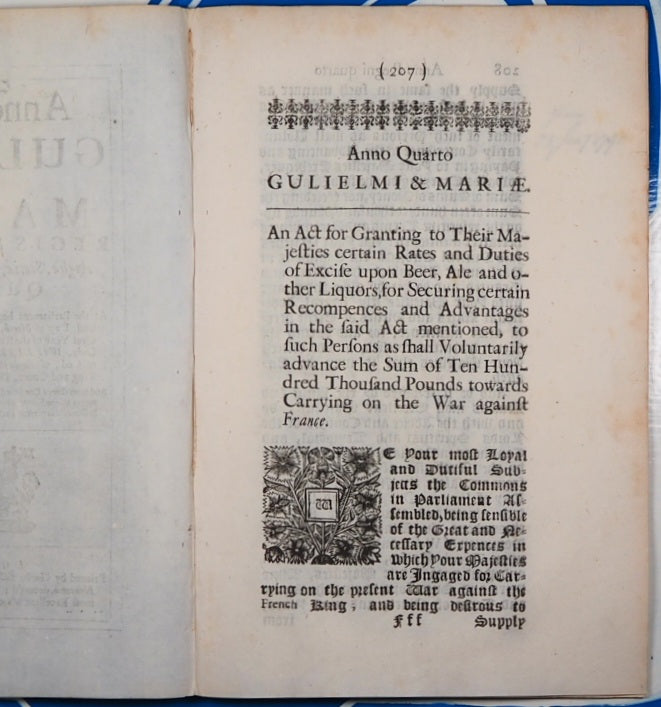 ( 207 )
Anno Quarto
GULIELMI & MARIÆ.
An Act for Granting to Their Ma-
jeſties certain Rates and Duties
of Exciſe upon Beer, Ale and o-
ther Liquors, for Securing certain
Recompences and Advantages
in the ſaid Act mentioned, to
ſuch Perſons as ſhall Voluntarily
advance the Sum of Ten Hun-
dred Thouſand Pounds towards
Carrying on the War againſt
France.
WE Your moſt Loyal
and Dutiful Sub-
jects the Commons
in Parliament Aſ-
ſembled, being ſenſible
of the Great and Ne-
ceſſary Expences in
which Your Majeſties
are Ingaged for Car-
rying on the preſent War againſt the
French King; and being deſirous to
Fff Supply